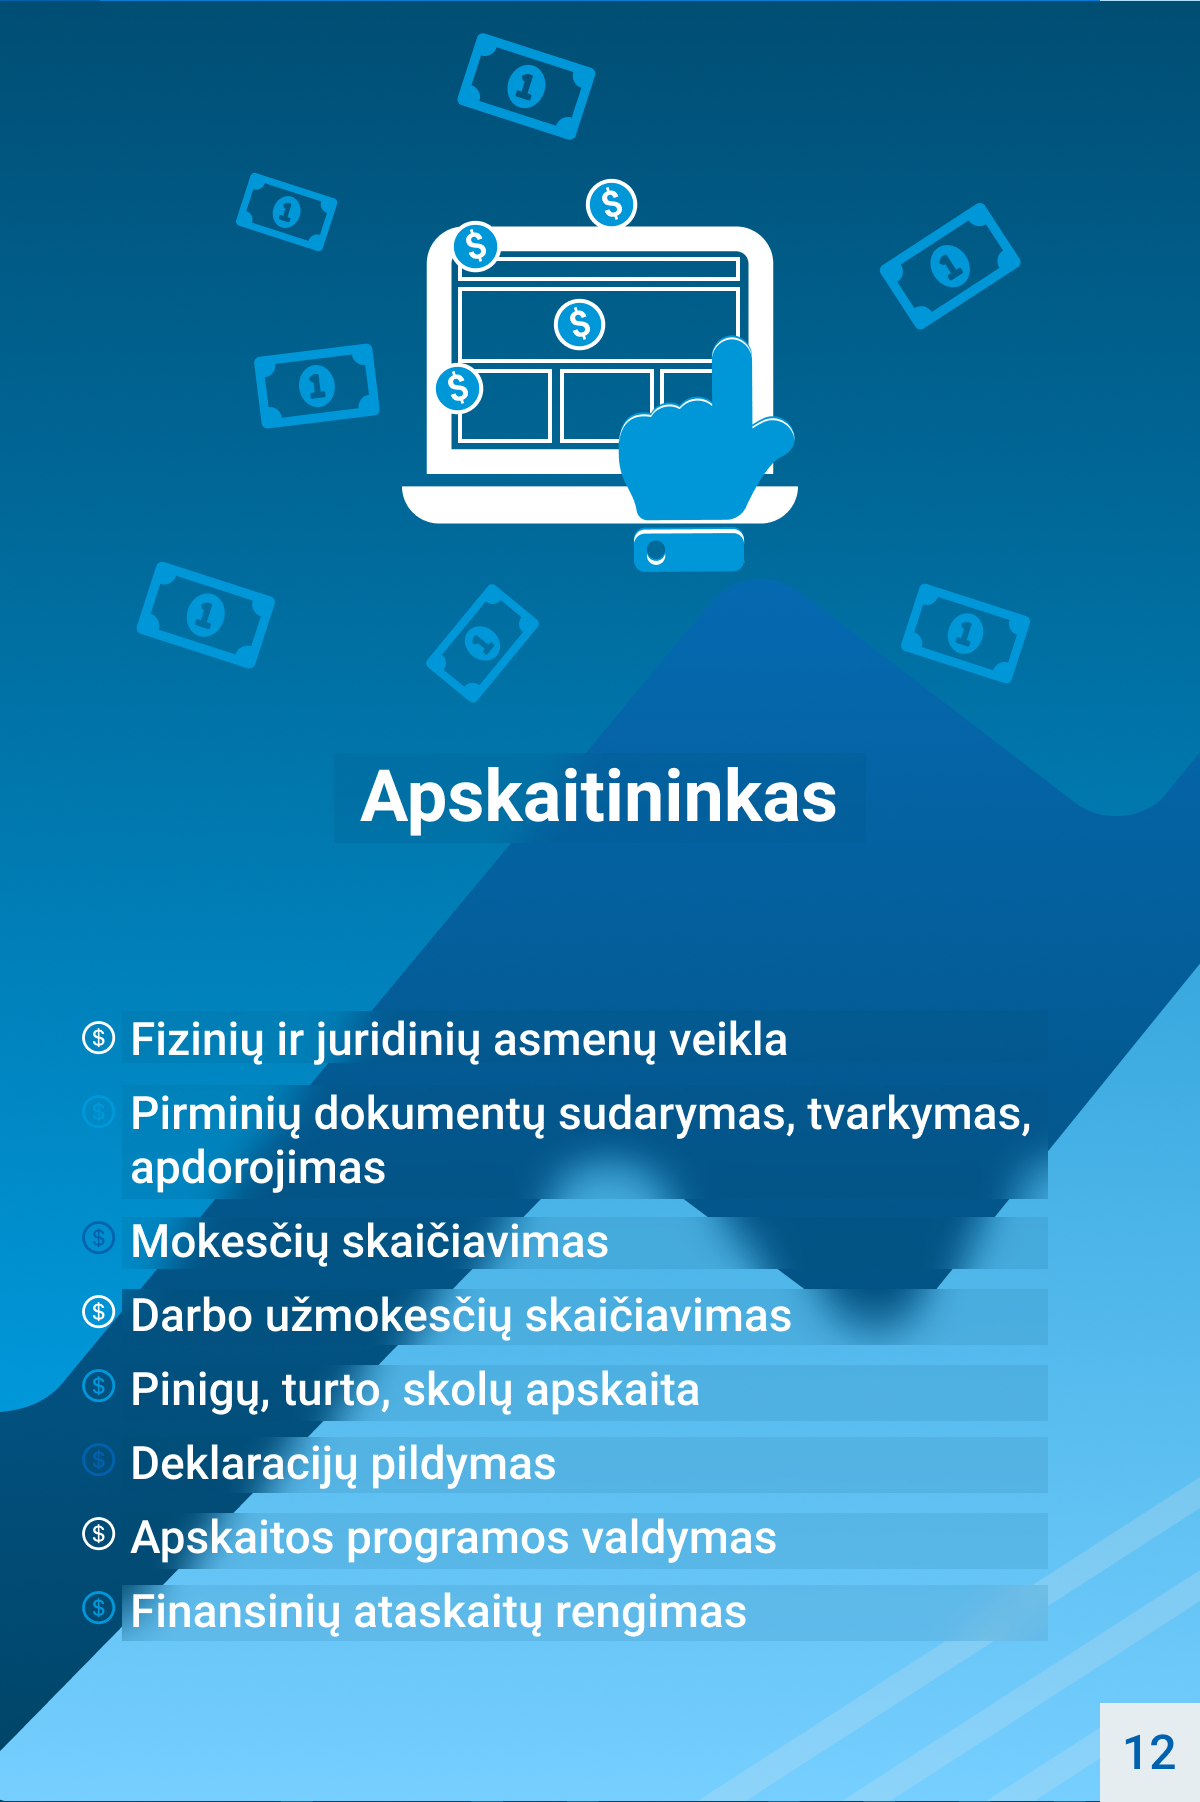 Apskaitininkas
Fizinių ir juridinių asmenų veikla
Pirminių dokumentų sudarymas, tvarkymas,
apdorojimas
Mokesčių skaičiavimas
Darbo užmokesčių skaičiavimas
Pinigų, turto, skolų apskaita
Deklaracijų pildymas
Apskaitos programos valdymas
Finansinių ataskaitų rengimas
12